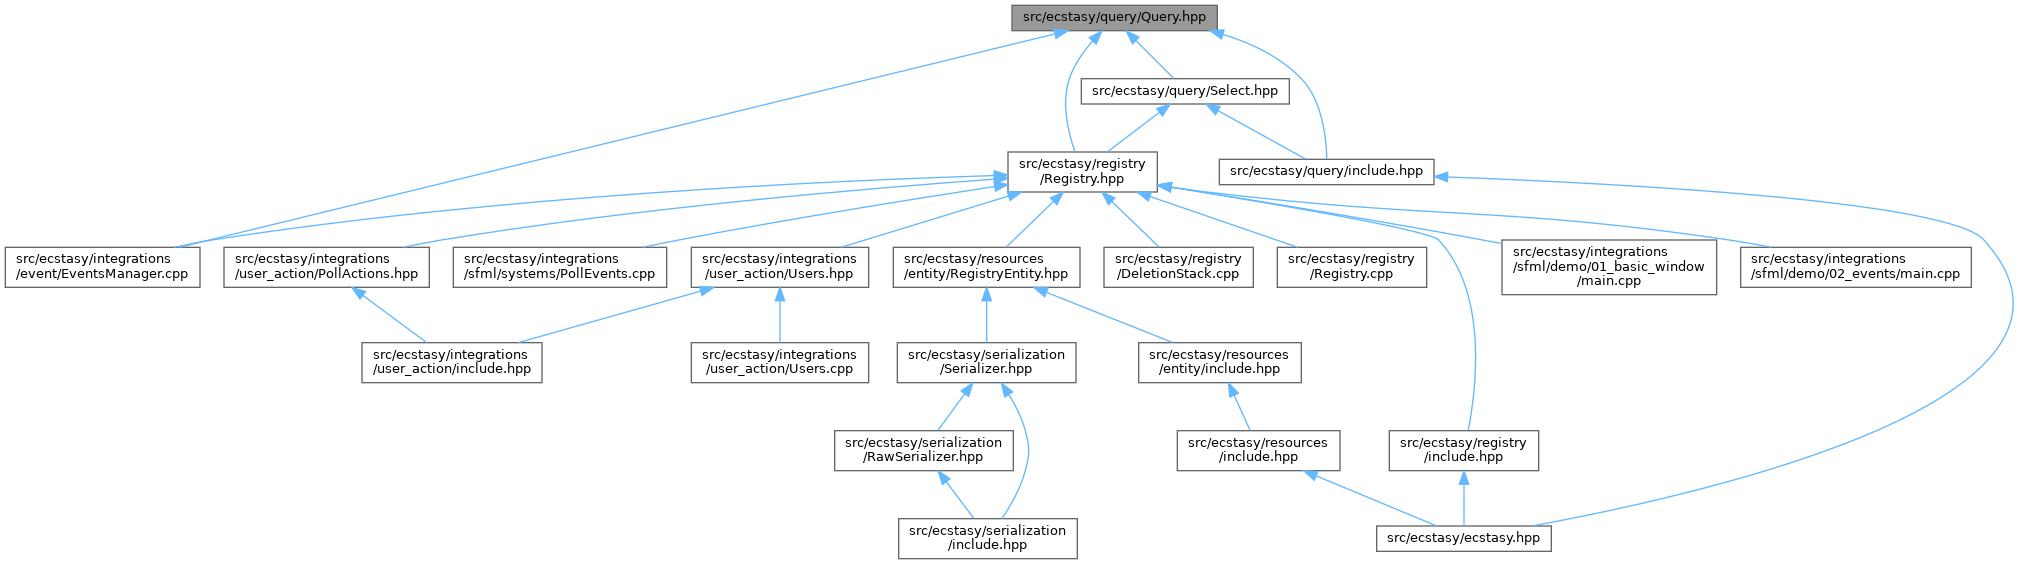 src/ecstasy/query/Query.hpp
src/ecstasy/query/Select.hpp
src/ecstasy/registry
/Registry.hpp
src/ecstasy/query/include.hpp
src/ecstasy/integrations
/event/EventsManager.cpp
src/ecstasy/integrations
/user_action/PollActions.hpp
src/ecstasy/integrations
/sfml/systems/PollEvents.cpp
src/ecstasy/integrations
/user_action/Users.hpp
src/ecstasy/resources
/entity/RegistryEntity.hpp
src/ecstasy/registry
/DeletionStack.cpp
src/ecstasy/registry
/Registry.cpp
src/ecstasy/integrations
/sfml/demo/01_basic_window
/main.cpp
src/ecstasy/integrations
/sfml/demo/02_events/main.cpp
src/ecstasy/integrations
/user_action/include.hpp
src/ecstasy/integrations
/user_action/Users.cpp
src/ecstasy/serialization
/Serializer.hpp
src/ecstasy/resources
/entity/include.hpp
src/ecstasy/serialization
/RawSerializer.hpp
src/ecstasy/resources
/include.hpp
src/ecstasy/registry
/include.hpp
src/ecstasy/serialization
/include.hpp
src/ecstasy/ecstasy.hpp